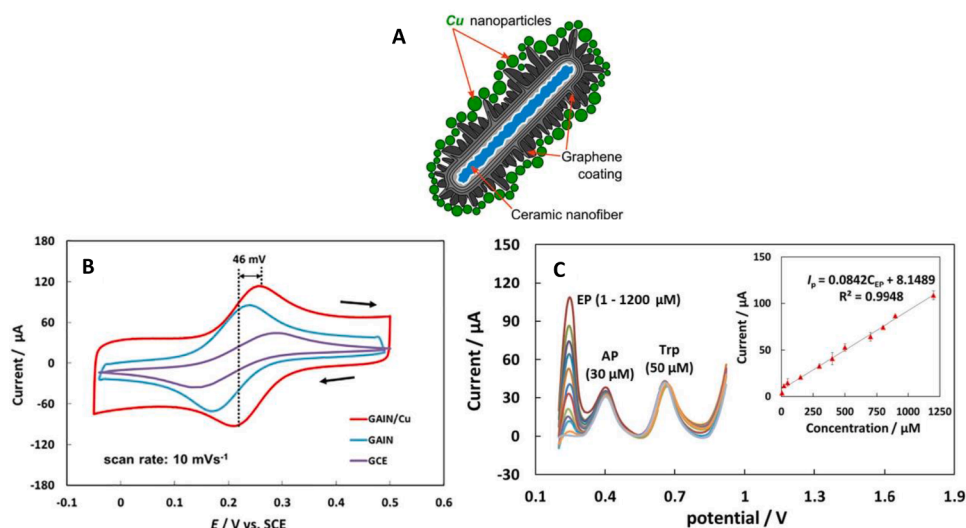 A
Cu nanoparticles
Graphene
coating
Ceramic nanofiber
B
46 mV
Current / µA
180
120
60
0
-60
-120
-180
GAIN/Cu
GAIN
GCE
scan rate: 10 mVs⁻¹
-0.1 0 0.1 0.2 0.3 0.4 0.5 0.6
E / V vs. SCE
C
Current / µA
150
120
90
60
30
0
-30
EP (1 - 1200 µM)
AP
(30 µM)
Trp
(50 µM)
0.1 0.4 0.7 1 1.3 1.6 1.9
potential / V
Iₚ = 0.0842C_EP + 8.1489
R² = 0.9948
Current / µA
150
100
50
0
0 250 500 750 1000 1250
Concentration / µM